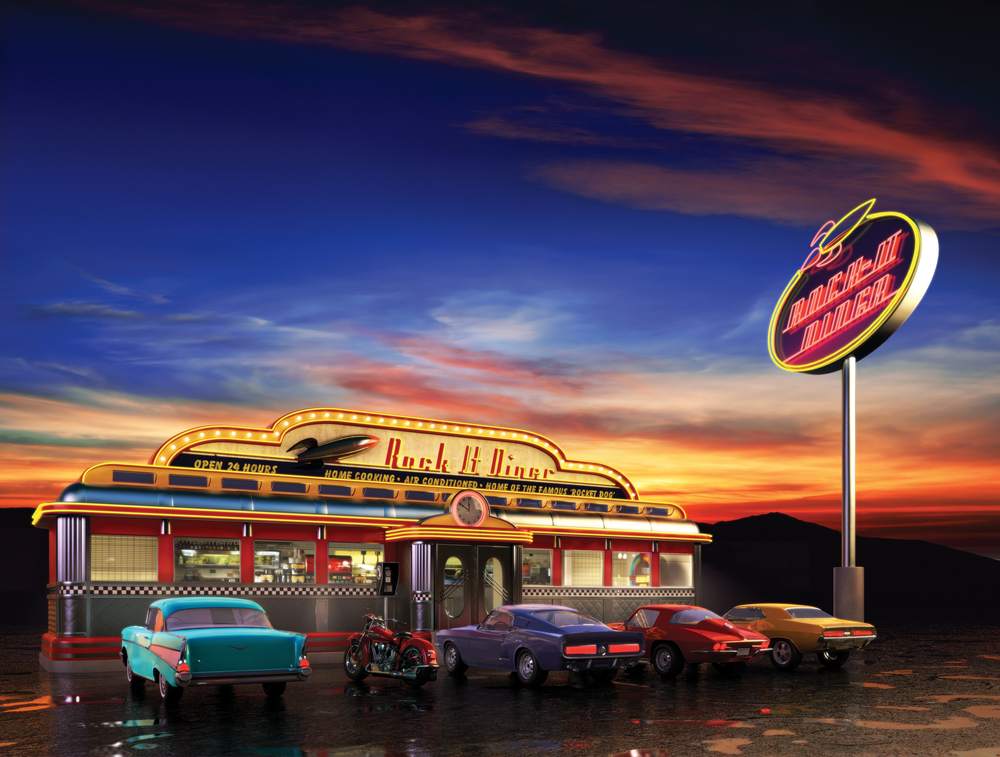 ROCK-IT
DINER
Rock It Diner
OPEN 24 HOURS
HOME COOKING • AIR CONDITIONED • HOME OF THE FAMOUS 'ROCKET DOG'